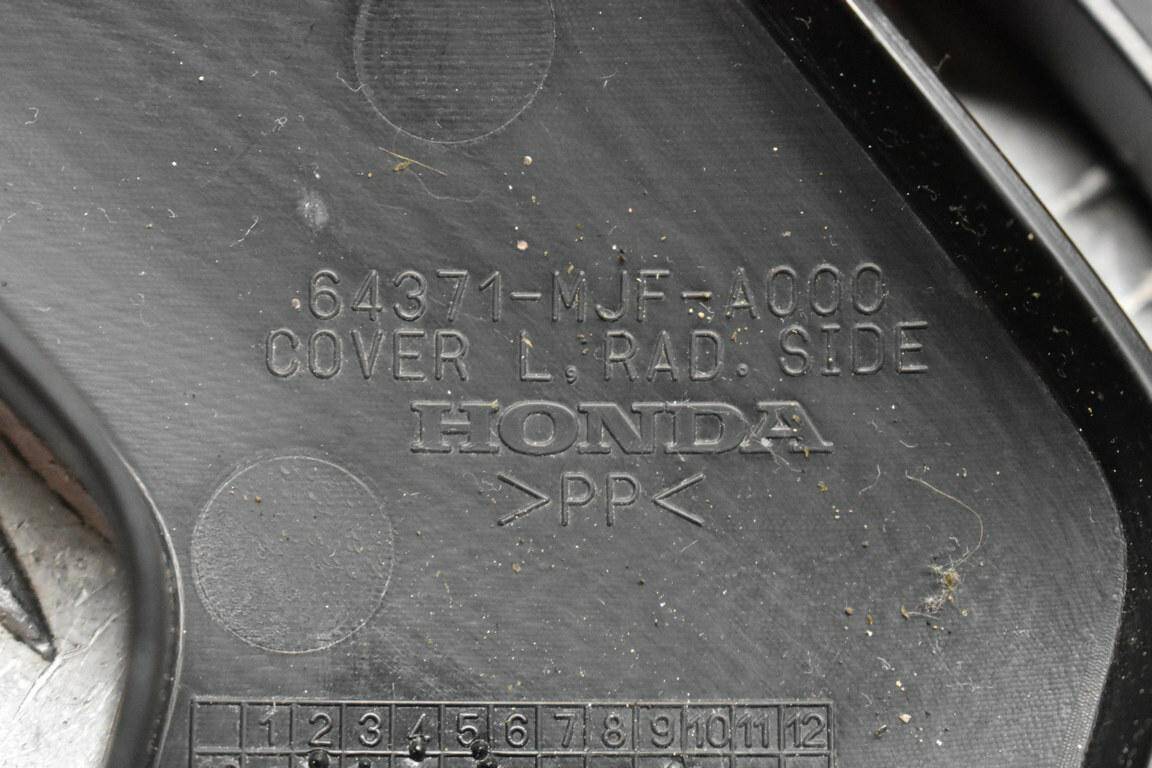 64371-MJF-A000
COVER L, RAD. SIDE
HONDA
>PP<
1 2 3 4 5 6 7 8 9 10 11 12